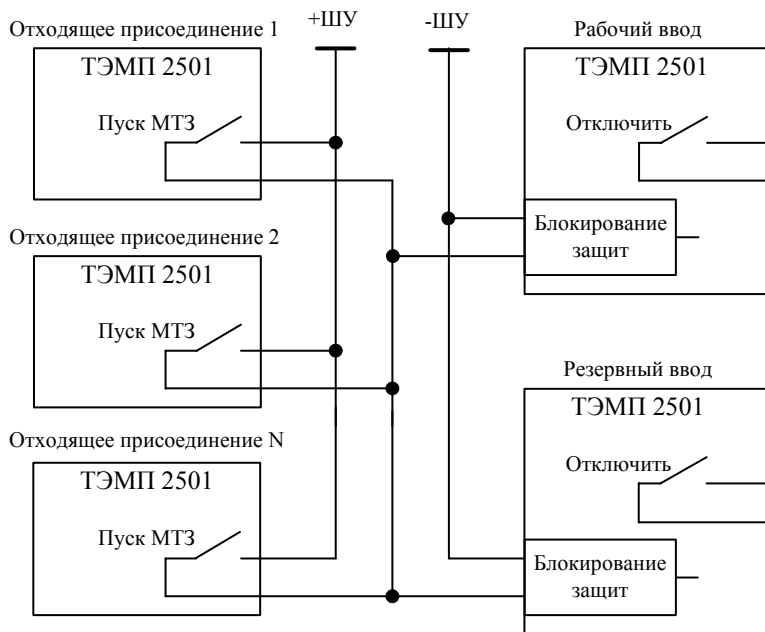 +ШУ
-ШУ
Отходящее присоединение 1
ТЭМП 2501
Пуск МТЗ
Отходящее присоединение 2
ТЭМП 2501
Пуск МТЗ
Отходящее присоединение N
ТЭМП 2501
Пуск МТЗ
Рабочий ввод
ТЭМП 2501
Отключить
Блокирование
защит
Резервный ввод
ТЭМП 2501
Отключить
Блокирование
защит